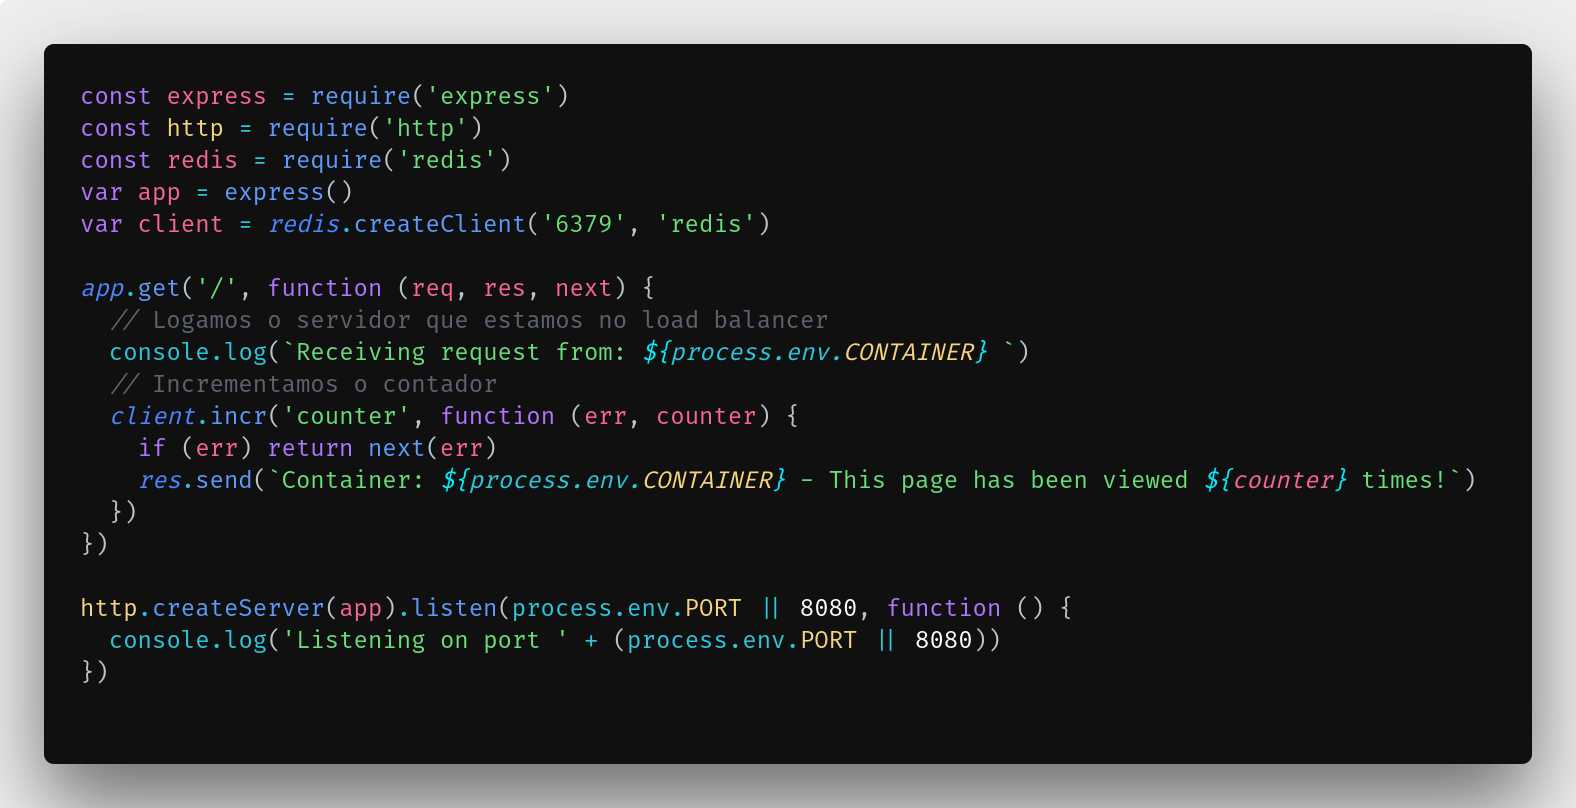 const express = require('express')
const http = require('http')
const redis = require('redis')
var app = express()
var client = redis.createClient('6379', 'redis')

app.get('/', function (req, res, next) {
  // Logamos o servidor que estamos no load balancer
  console.log(`Receiving request from: ${process.env.CONTAINER} `)
  // Incrementamos o contador
  client.incr('counter', function (err, counter) {
    if (err) return next(err)
    res.send(`Container: ${process.env.CONTAINER} - This page has been viewed ${counter} times!`)
  })
})

http.createServer(app).listen(process.env.PORT || 8080, function () {
  console.log('Listening on port ' + (process.env.PORT || 8080))
})